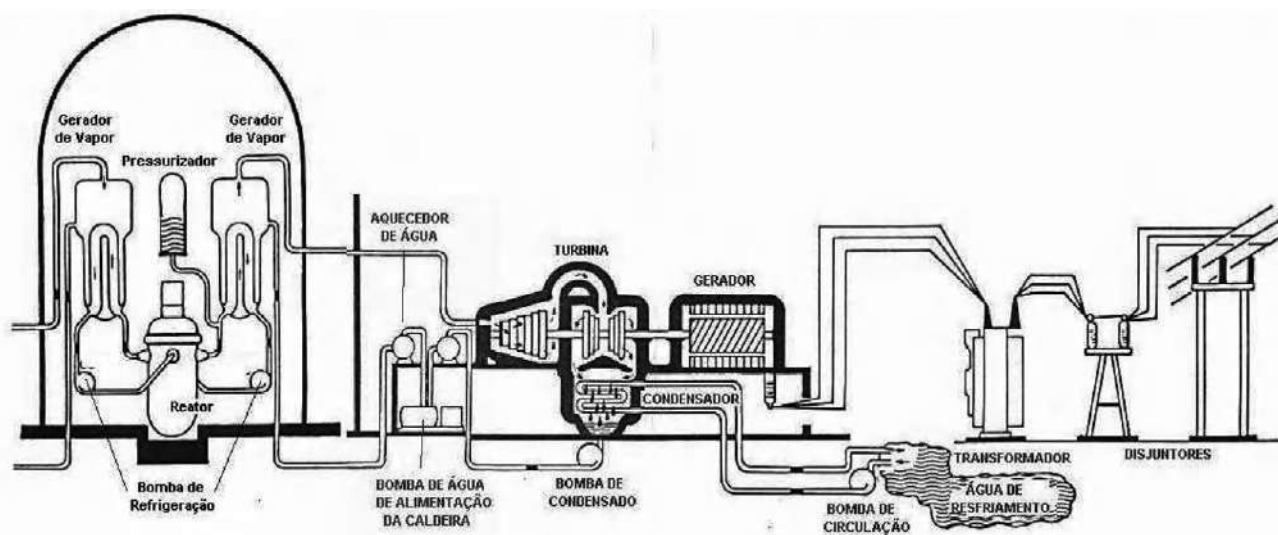 Gerador
de Vapor
Gerador
de Vapor
Pressurizador
Reator
Bomba de
Refrigeração
AQUECEDOR
DE ÁGUA
TURBINA
GERADOR
CONDENSADOR
BOMBA DE ÁGUA
DE ALIMENTAÇÃO
DA CALDEIRA
BOMBA DE
CONDENSADO
BOMBA DE
CIRCULAÇÃO
ÁGUA DE
RESFRIAMENTO
TRANSFORMADOR
DISJUNTORES